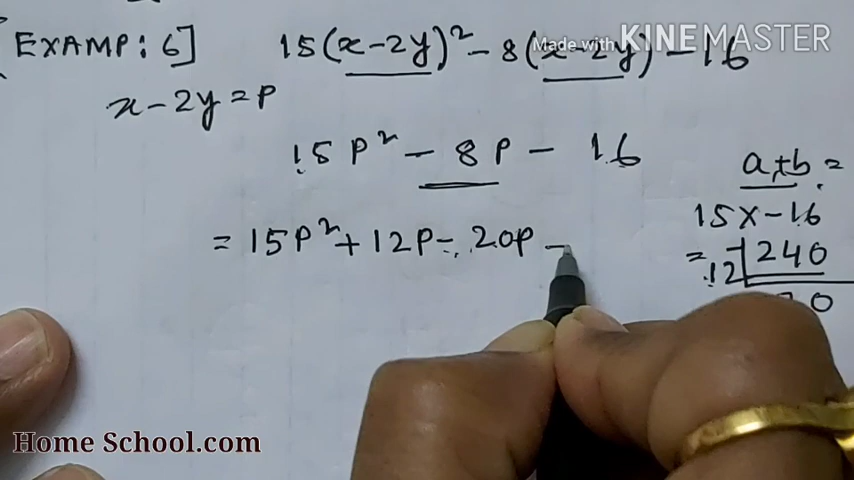 [EXAMP: 6] 15(x-2y)² - 8(x-2y) - 16
Made with KINEMASTER
x - 2y = P
15P² - 8P - 16
a+b =
15 x - 16
= 15P² + 12P - 20P -
= - 240
12
20
Home School.com